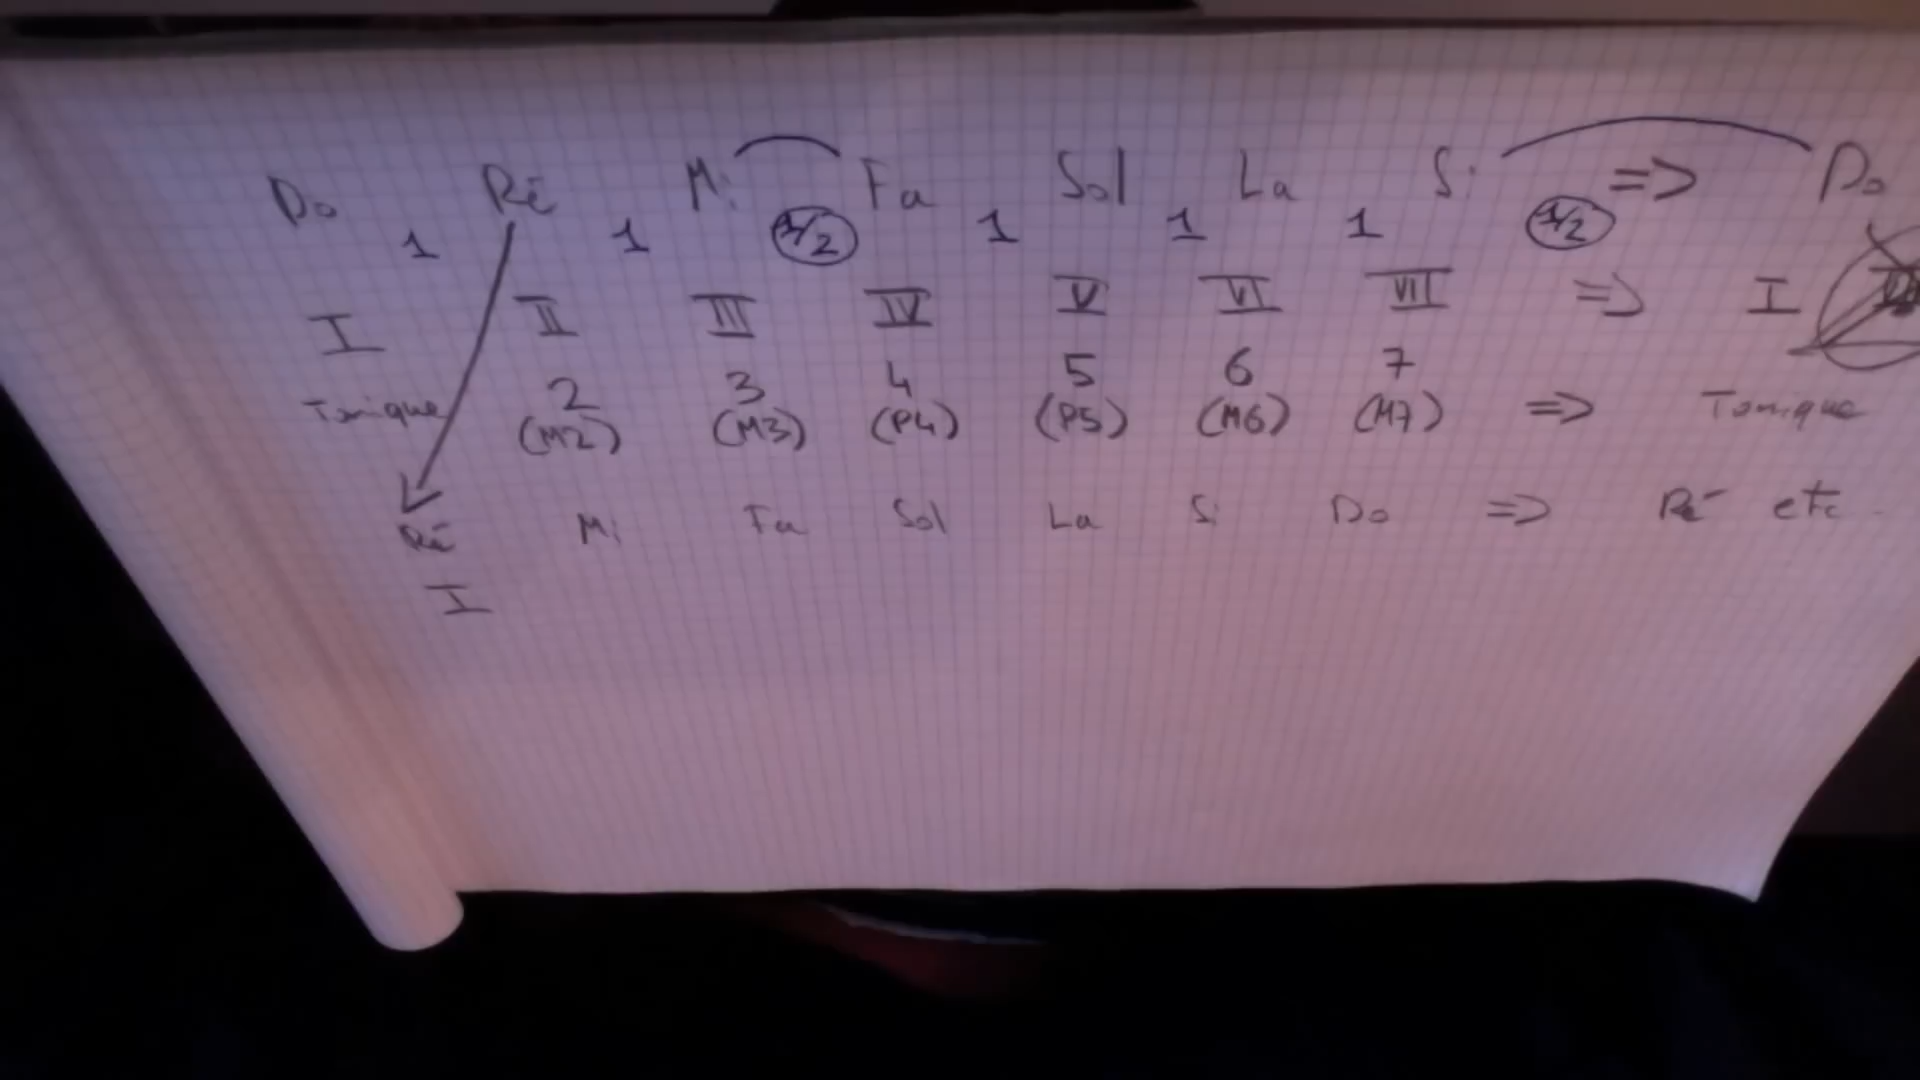 Do Ré Mi Fa Sol La Si => Do
1 1 1/2 1 1 1 1/2
I II III IV V VI VII => I
2 3 4 5 6 7
Tonique (M2) (M3) (P4) (P5) (M6) (M7) => Tonique
Ré Mi Fa Sol La Si Do => Ré etc.
I